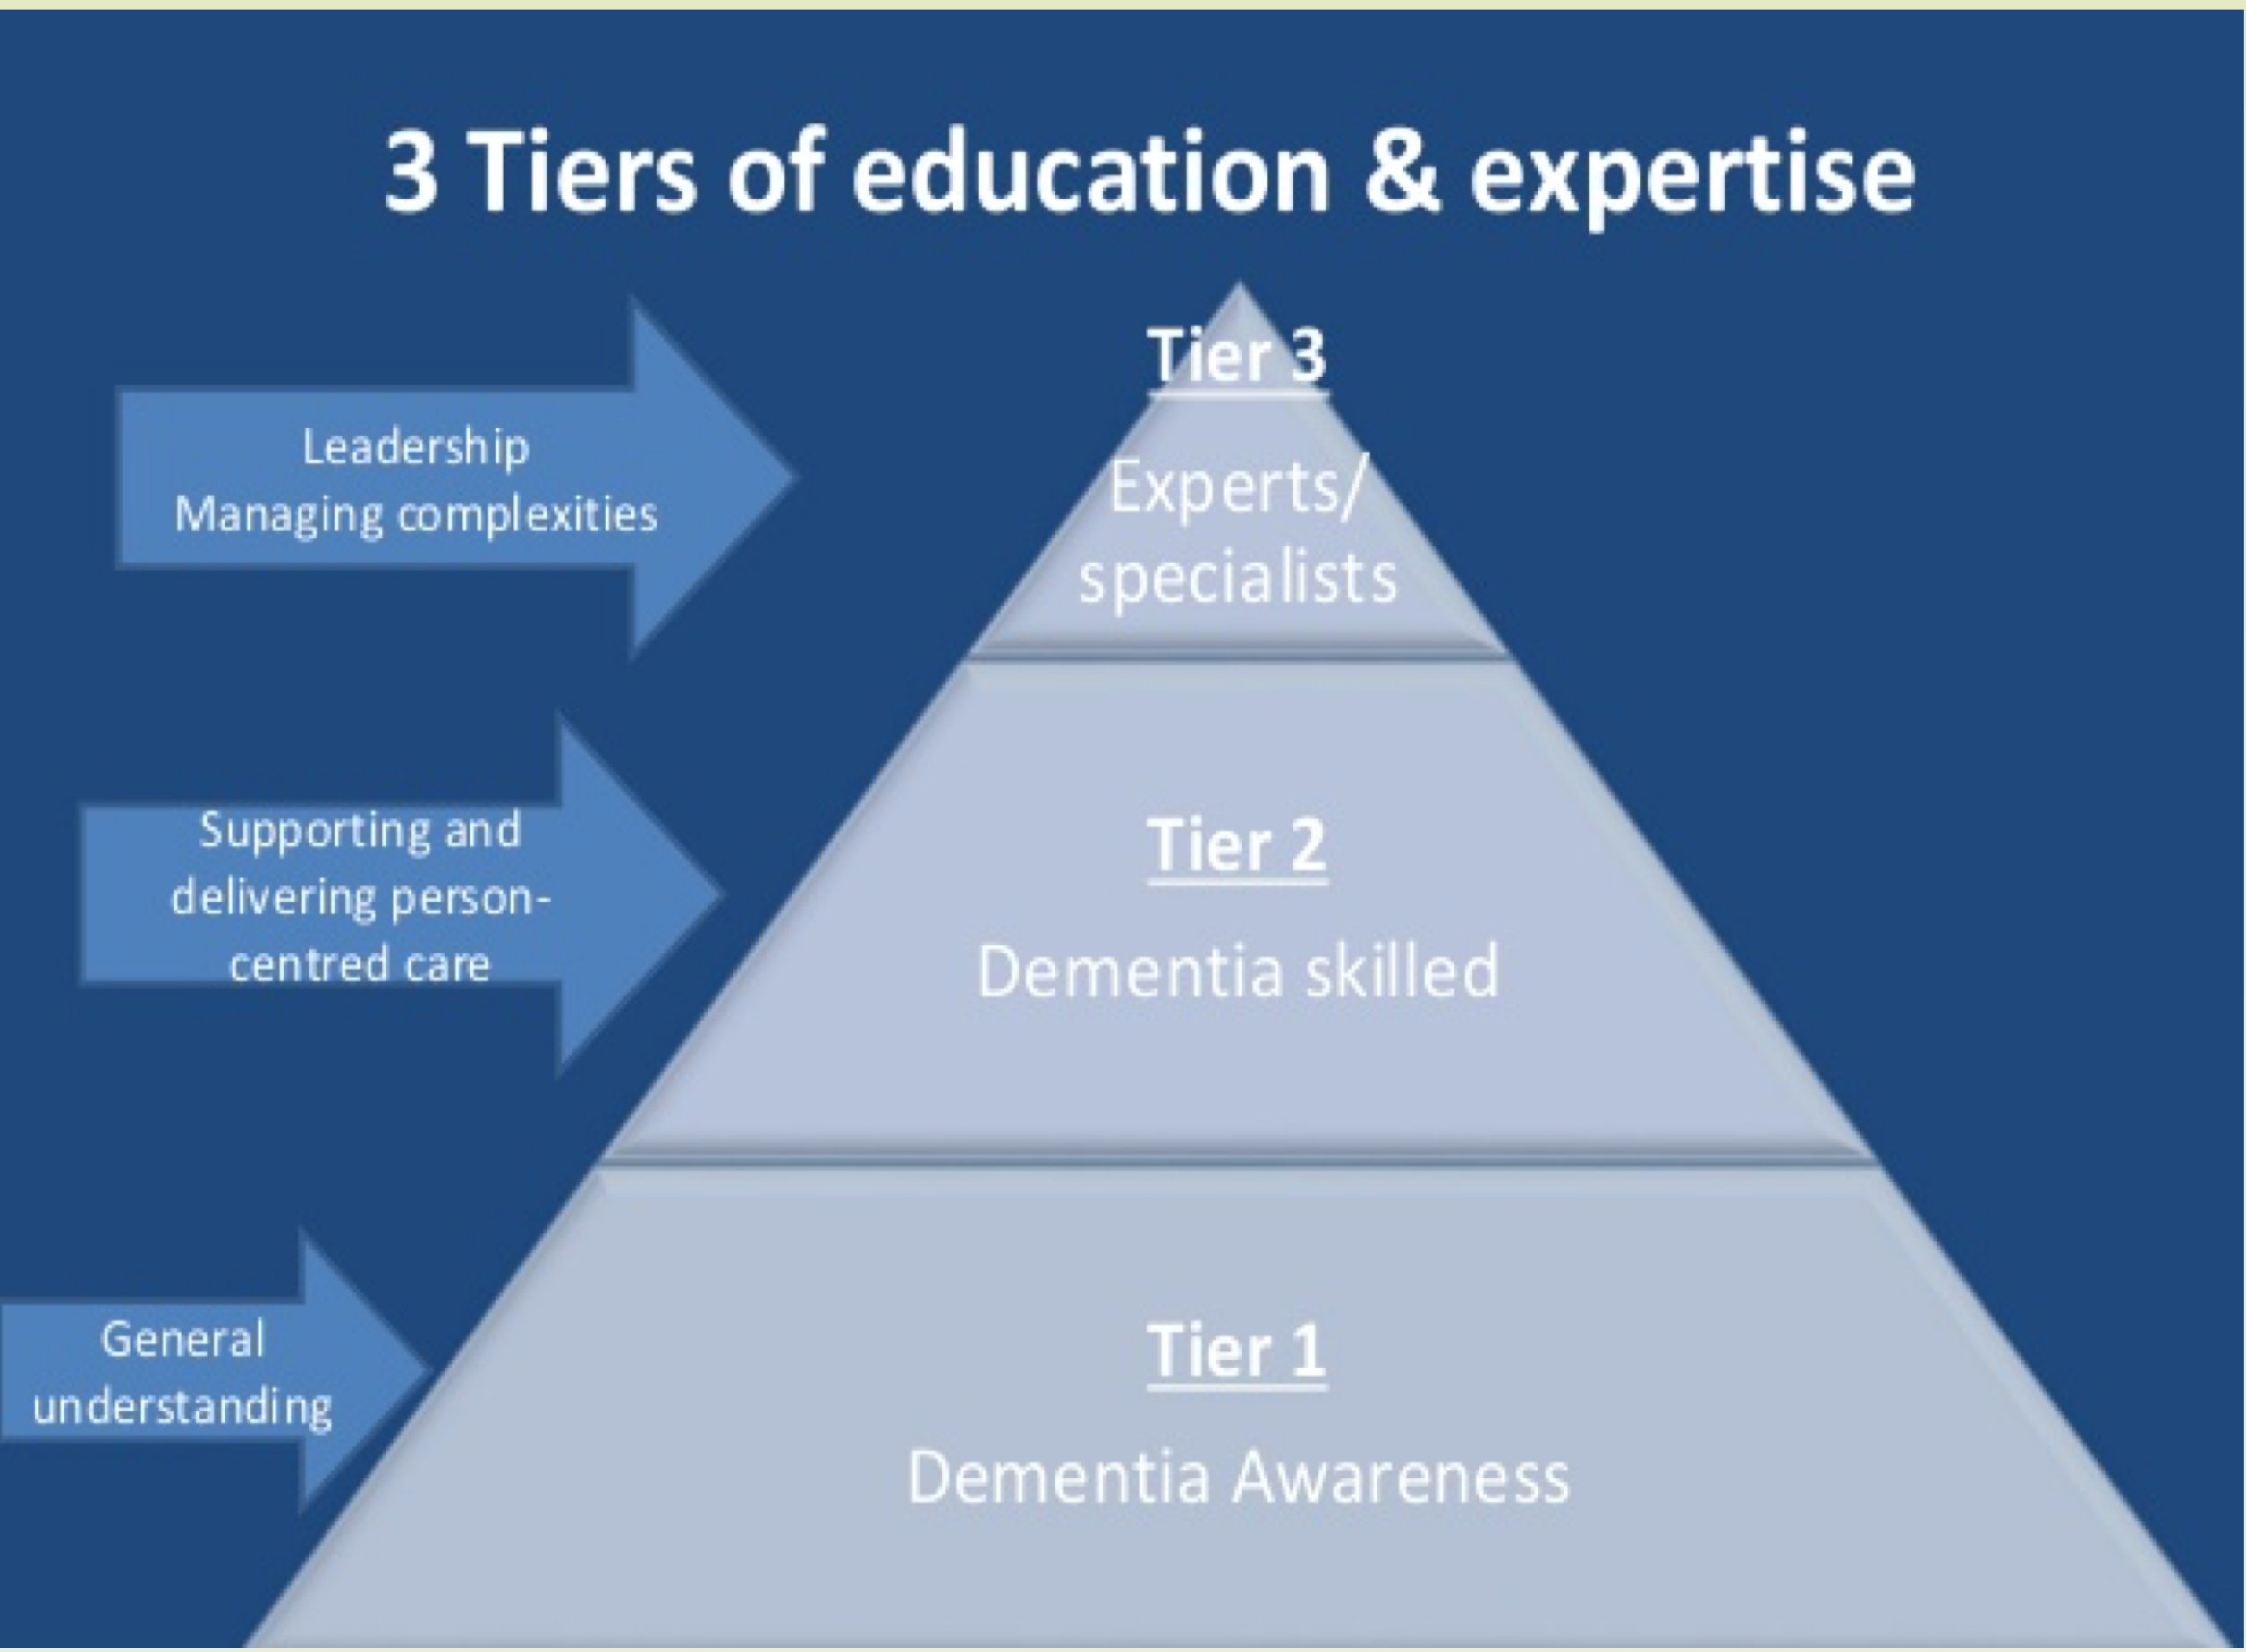 3 Tiers of education & expertise
Leadership
Managing complexities
Tier 3
Experts/
specialists
Supporting and
delivering person-
centred care
Tier 2
Dementia skilled
General
understanding
Tier 1
Dementia Awareness